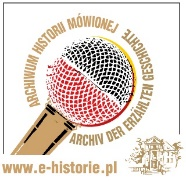 ARCHIWUM HISTORII MÓWIONEJ
ARCHIV DER ERZÄHLTEN GESCHICHTE
www.e-historie.pl